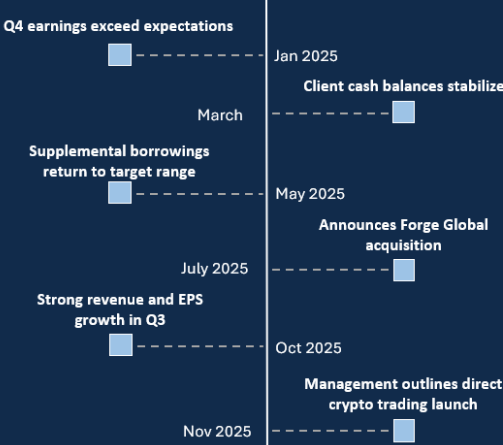 Q4 earnings exceed expectations
Jan 2025
Client cash balances stabilize
March
Supplemental borrowings
return to target range
May 2025
Announces Forge Global
acquisition
July 2025
Strong revenue and EPS
growth in Q3
Oct 2025
Management outlines direct
crypto trading launch
Nov 2025